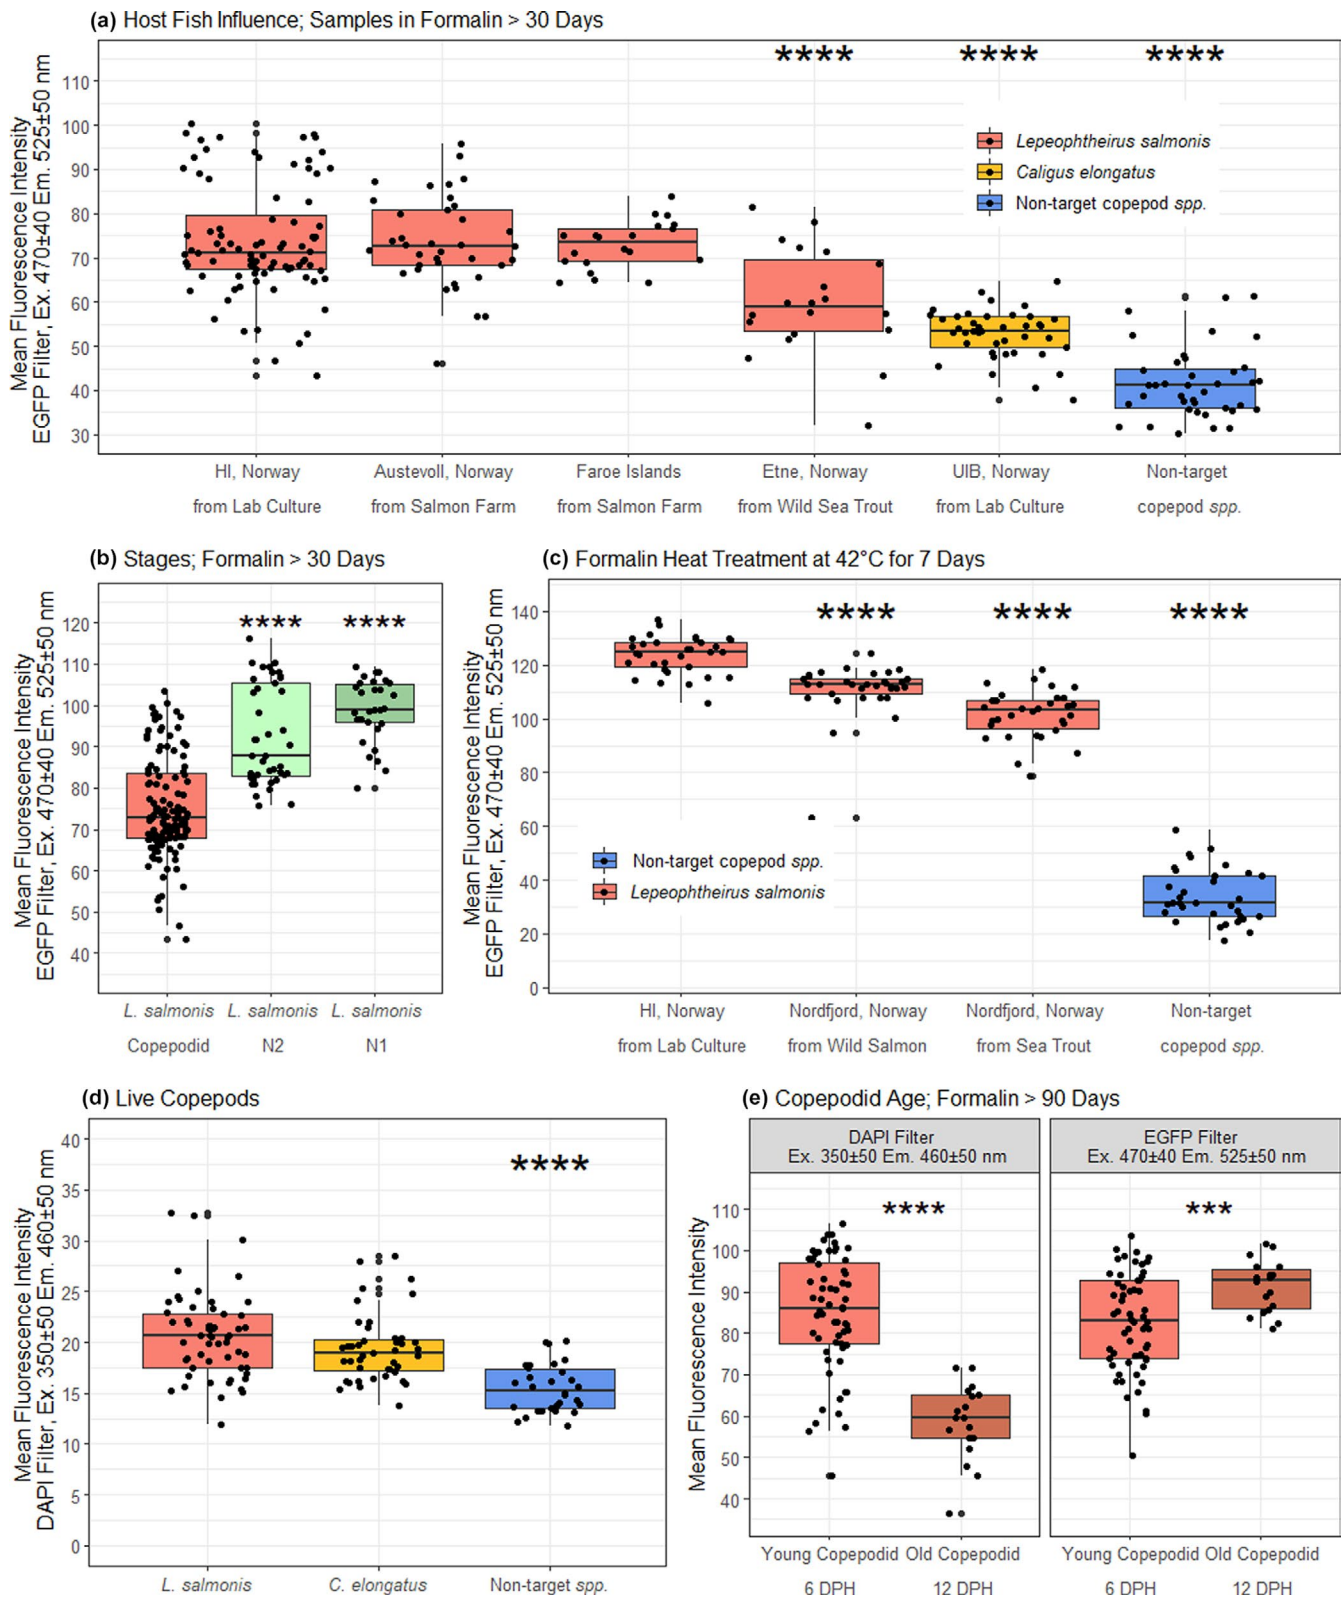 (a) Host Fish Influence; Samples in Formalin > 30 Days
Mean Fluorescence Intensity
EGFP Filter, Ex. 470±40 Em. 525±50 nm
110
100
90
80
70
60
50
40
30
**** **** ****
Lepeophtheirus salmonis
Caligus elongatus
Non-target copepod spp.
HI, Norway
from Lab Culture
Austevoll, Norway
from Salmon Farm
Faroe Islands
from Salmon Farm
Etne, Norway
from Wild Sea Trout
UIB, Norway
from Lab Culture
Non-target
copepod spp.
(b) Stages; Formalin > 30 Days
Mean Fluorescence Intensity
EGFP Filter, Ex. 470±40 Em. 525±50 nm
120
110
100
90
80
70
60
50
40
**** ****
L. salmonis
Copepodid
L. salmonis
N2
L. salmonis
N1
(c) Formalin Heat Treatment at 42°C for 7 Days
Mean Fluorescence Intensity
EGFP Filter, Ex. 470±40 Em. 525±50 nm
140
120
100
80
60
40
20
0
**** **** ****
Non-target copepod spp.
Lepeophtheirus salmonis
HI, Norway
from Lab Culture
Nordfjord, Norway
from Wild Salmon
Nordfjord, Norway
from Sea Trout
Non-target
copepod spp.
(d) Live Copepods
Mean Fluorescence Intensity
DAPI Filter, Ex. 350±50 Em. 460±50 nm
40
35
30
25
20
15
10
5
0
****
L. salmonis
C. elongatus
Non-target spp.
(e) Copepodid Age; Formalin > 90 Days
Mean Fluorescence Intensity
110
100
90
80
70
60
50
40
DAPI Filter
Ex. 350±50 Em. 460±50 nm
****
Young Copepodid
6 DPH
Old Copepodid
12 DPH
EGFP Filter
Ex. 470±40 Em. 525±50 nm
***
Young Copepodid
6 DPH
Old Copepodid
12 DPH